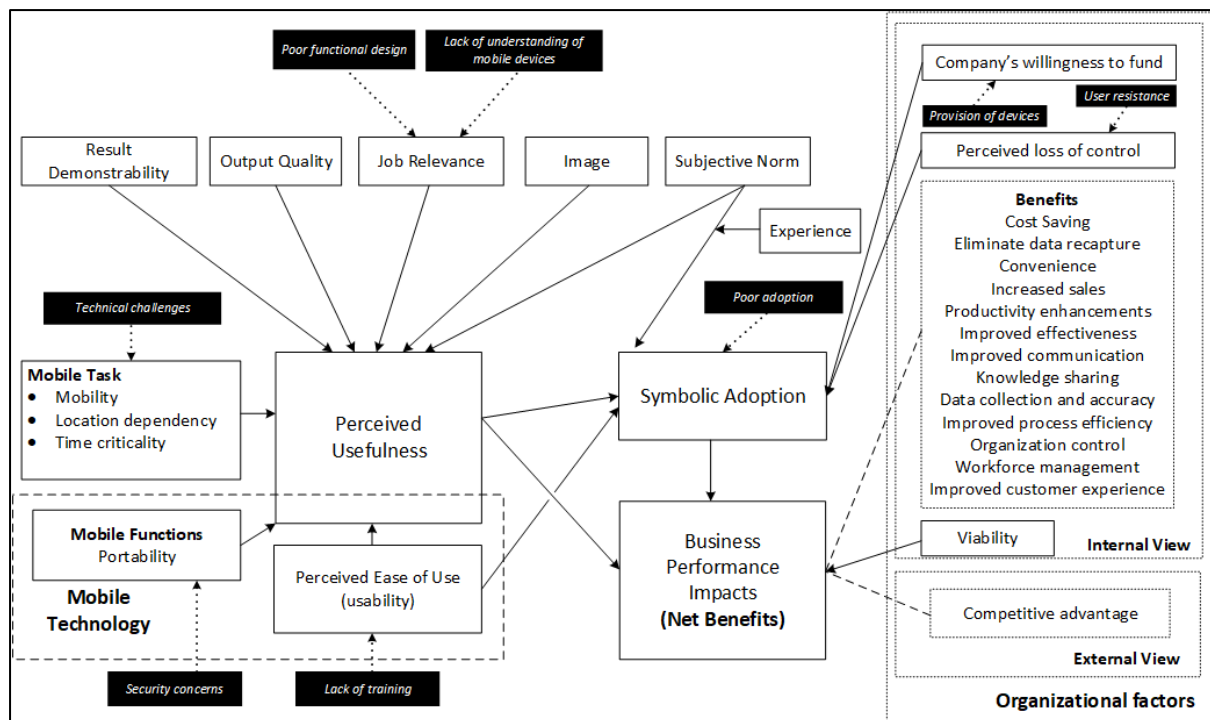 Poor functional design
Lack of understanding of
mobile devices
Company's willingness to fund
User resistance
Provision of devices
Result
Demonstrability
Output Quality
Job Relevance
Image
Subjective Norm
Perceived loss of control
Experience
Benefits
Cost Saving
Eliminate data recapture
Convenience
Increased sales
Productivity enhancements
Improved effectiveness
Improved communication
Knowledge sharing
Data collection and accuracy
Improved process efficiency
Organization control
Workforce management
Improved customer experience
Technical challenges
Poor adoption
Mobile Task
● Mobility
● Location dependency
● Time criticality
Perceived
Usefulness
Symbolic Adoption
Mobile Functions
Portability
Perceived Ease of Use
(usability)
Mobile
Technology
Business
Performance
Impacts
(Net Benefits)
Viability
Internal View
Competitive advantage
External View
Security concerns
Lack of training
Organizational factors